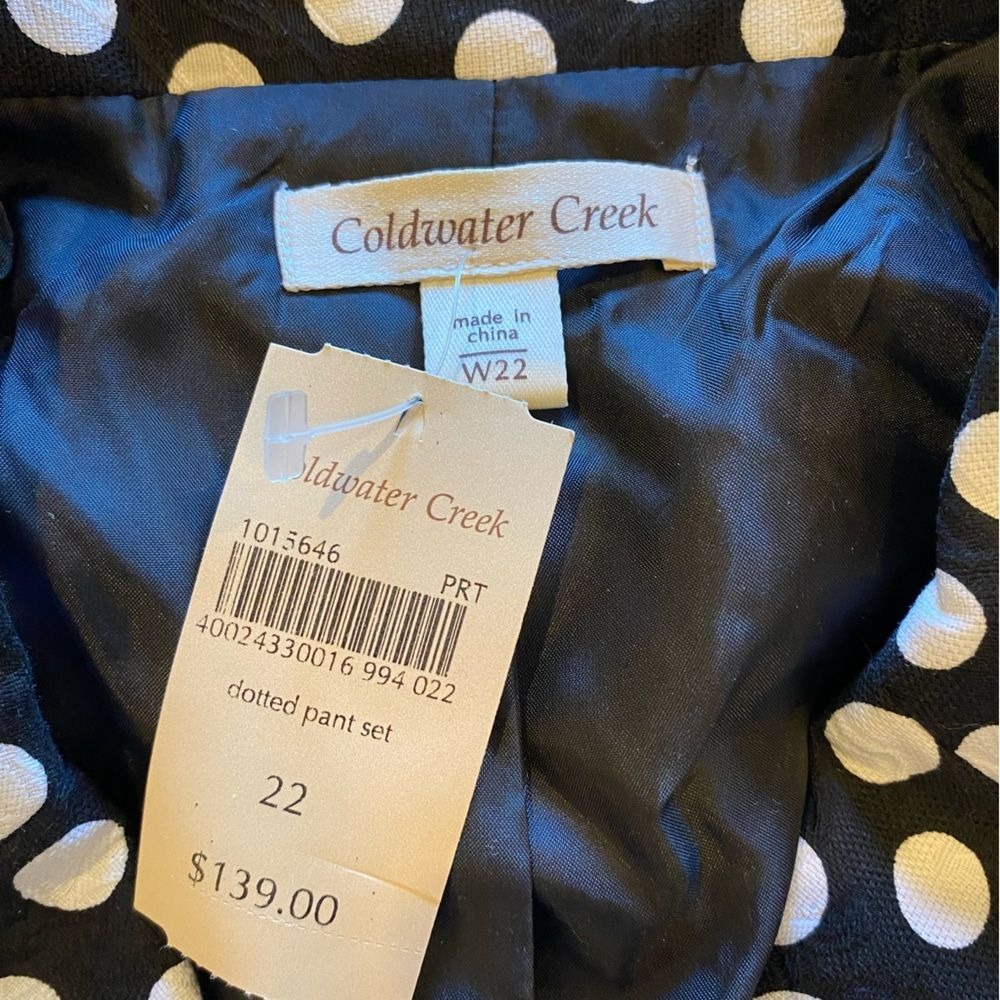 Coldwater Creek
made in
china
W22
oldwater Creek
1015646
PRT
40024330016 994 022
dotted pant set
22
$139.00